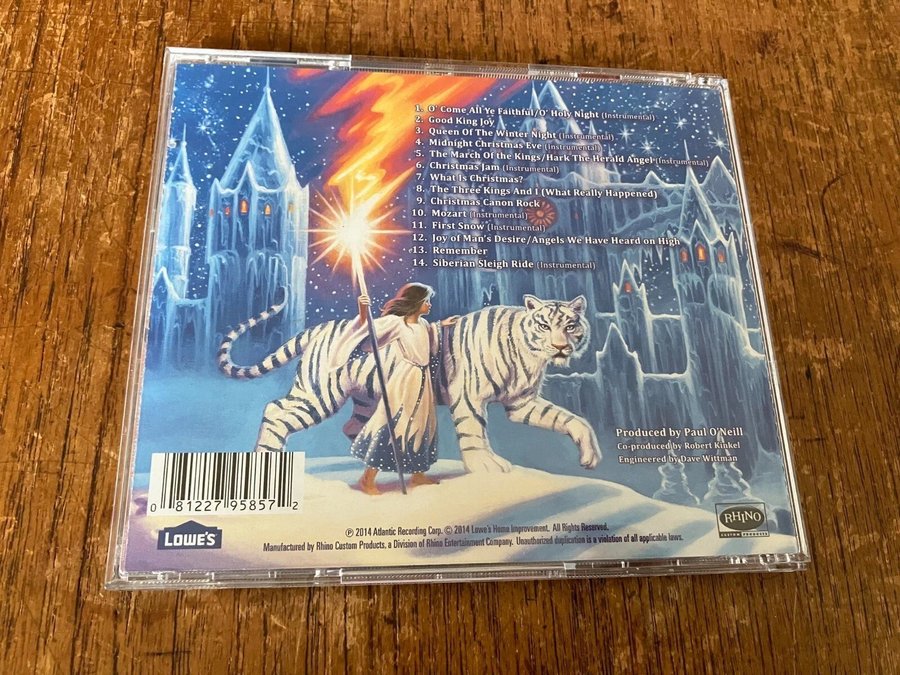 1. O' Come All Ye Faithful/O' Holy Night (Instrumental)
2. Good King Joy
3. Queen Of The Winter Night (Instrumental)
4. Midnight Christmas Eve (Instrumental)
5. The March Of the Kings/Hark The Herald Angel (Instrumental)
6. Christmas Jam (Instrumental)
7. What Is Christmas?
8. The Three Kings And I (What Really Happened)
9. Christmas Canon Rock
10. Mozart (Instrumental)
11. First Snow (Instrumental)
12. Joy of Man's Desire/Angels We Have Heard on High
13. Remember
14. Siberian Sleigh Ride (Instrumental)
Produced by Paul O'Neill
Co-produced by Robert Kinkel
Engineered by Dave Wittman
0 81227 95857 2
LOWE'S
℗ 2014 Atlantic Recording Corp. © 2014 Lowe's Home Improvement. All Rights Reserved.
Manufactured by Rhino Custom Products, a Division of Rhino Entertainment Company. Unauthorized duplication is a violation of all applicable laws.
RHINO
CUSTOM PRODUCTS